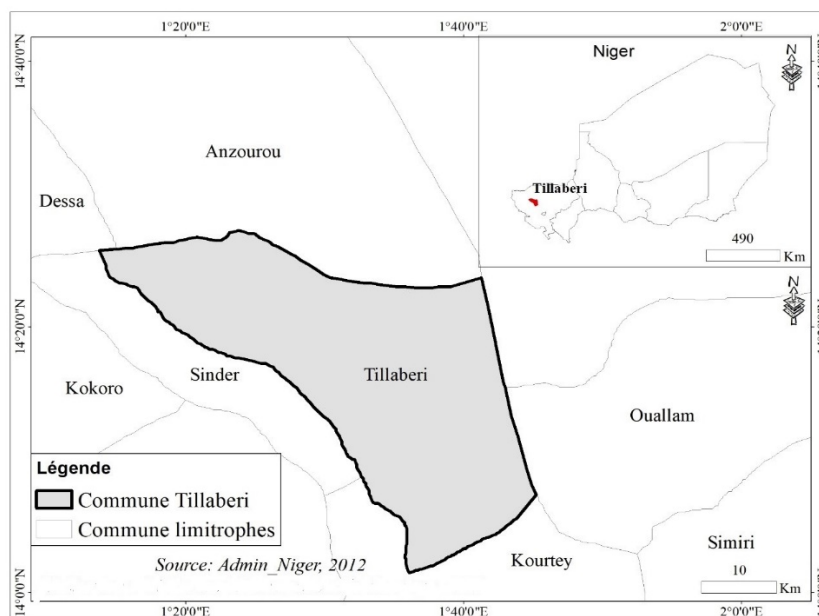 1°20'0"E
1°40'0"E
2°0'0"E
14°40'0"N
Niger
N
N
Tillaberi
490
Km
Anzourou
Dessa
14°20'0"N
Sinder
Tillaberi
Kokoro
Ouallam
Légende
Commune Tillaberi
Commune limitrophes
Source: Admin_Niger, 2012
Kourtey
Simiri
10
Km
14°0'0"N
1°20'0"E
1°40'0"E
2°0'0"E